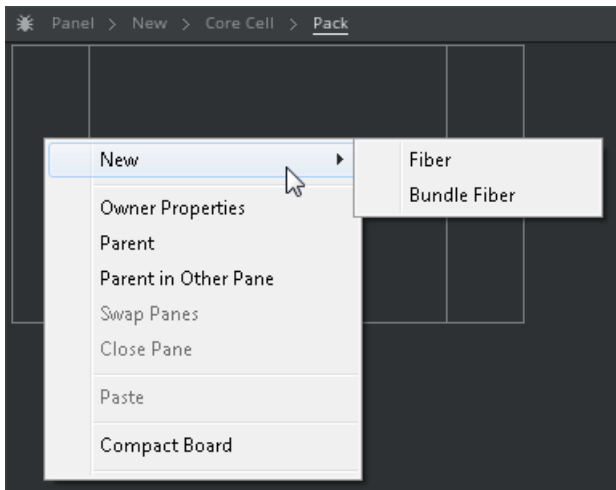 Panel > New > Core Cell > Pack
New
Fiber
Bundle Fiber
Owner Properties
Parent
Parent in Other Pane
Swap Panes
Close Pane
Paste
Compact Board